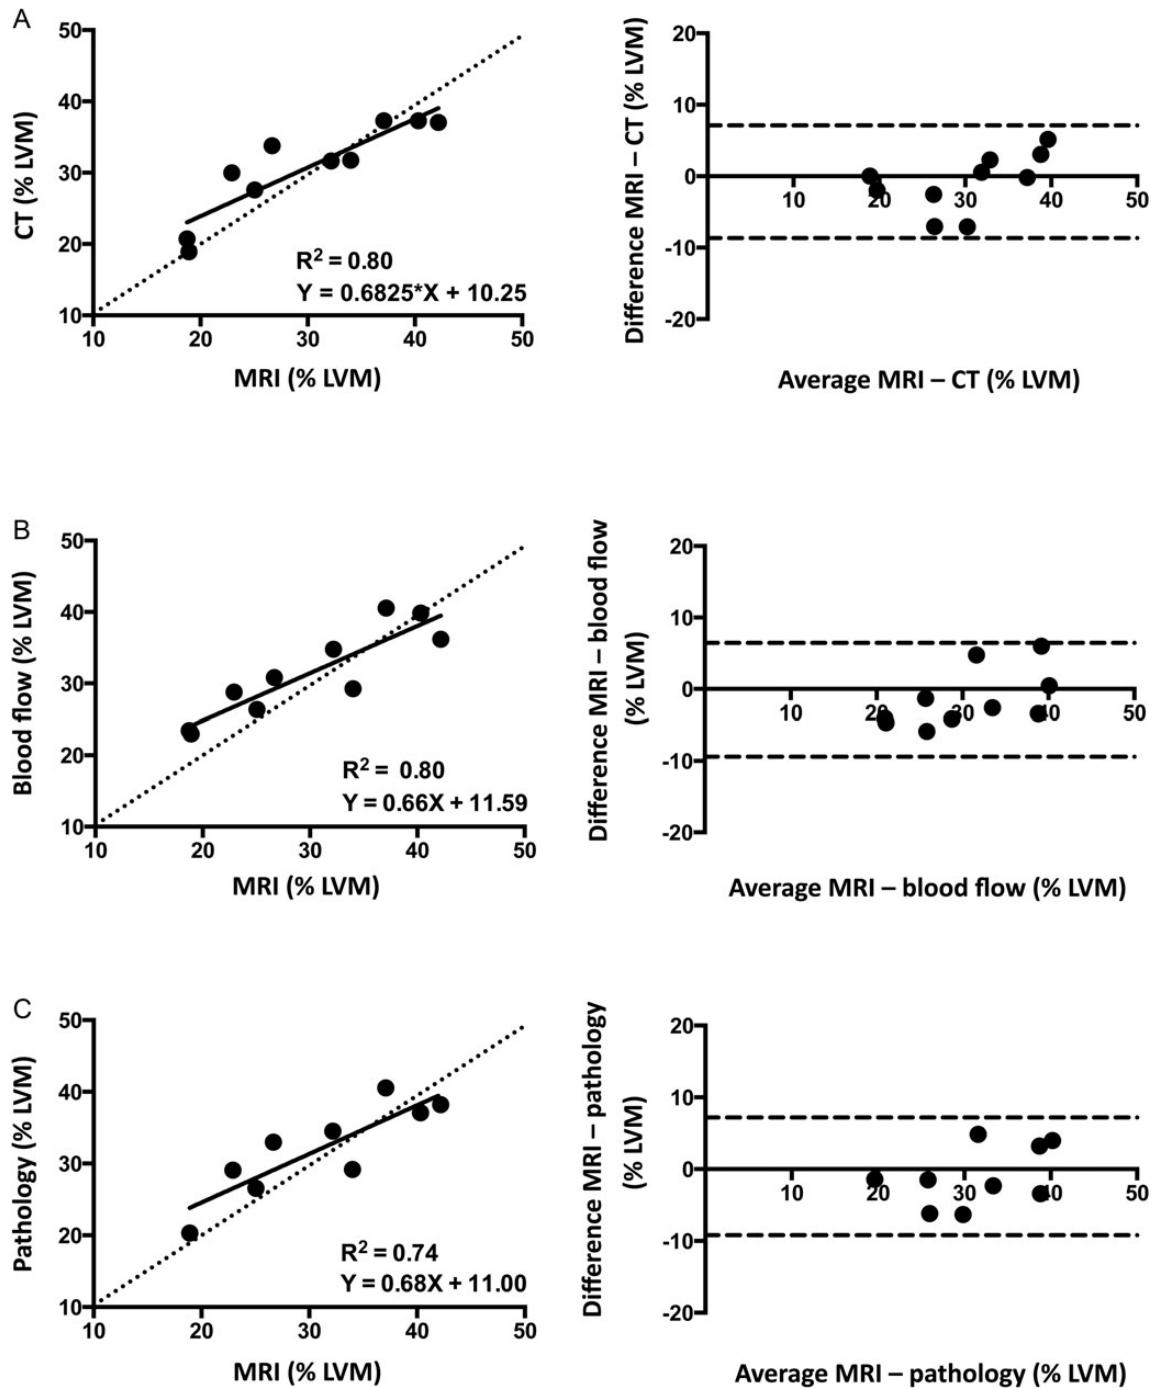 A
50
40
30
20
10
CT (% LVM)
R² = 0.80
Y = 0.6825*X + 10.25
10 20 30 40 50
MRI (% LVM)
20
10
0
-10
-20
Difference MRI – CT (% LVM)
10 20 30 40 50
Average MRI – CT (% LVM)
B
50
40
30
20
10
Blood flow (% LVM)
R² = 0.80
Y = 0.66X + 11.59
10 20 30 40 50
MRI (% LVM)
20
10
0
-10
-20
Difference MRI – blood flow
(% LVM)
10 20 30 40 50
Average MRI – blood flow (% LVM)
C
50
40
30
20
10
Pathology (% LVM)
R² = 0.74
Y = 0.68X + 11.00
10 20 30 40 50
MRI (% LVM)
20
10
0
-10
-20
Difference MRI – pathology
(% LVM)
10 20 30 40 50
Average MRI – pathology (% LVM)